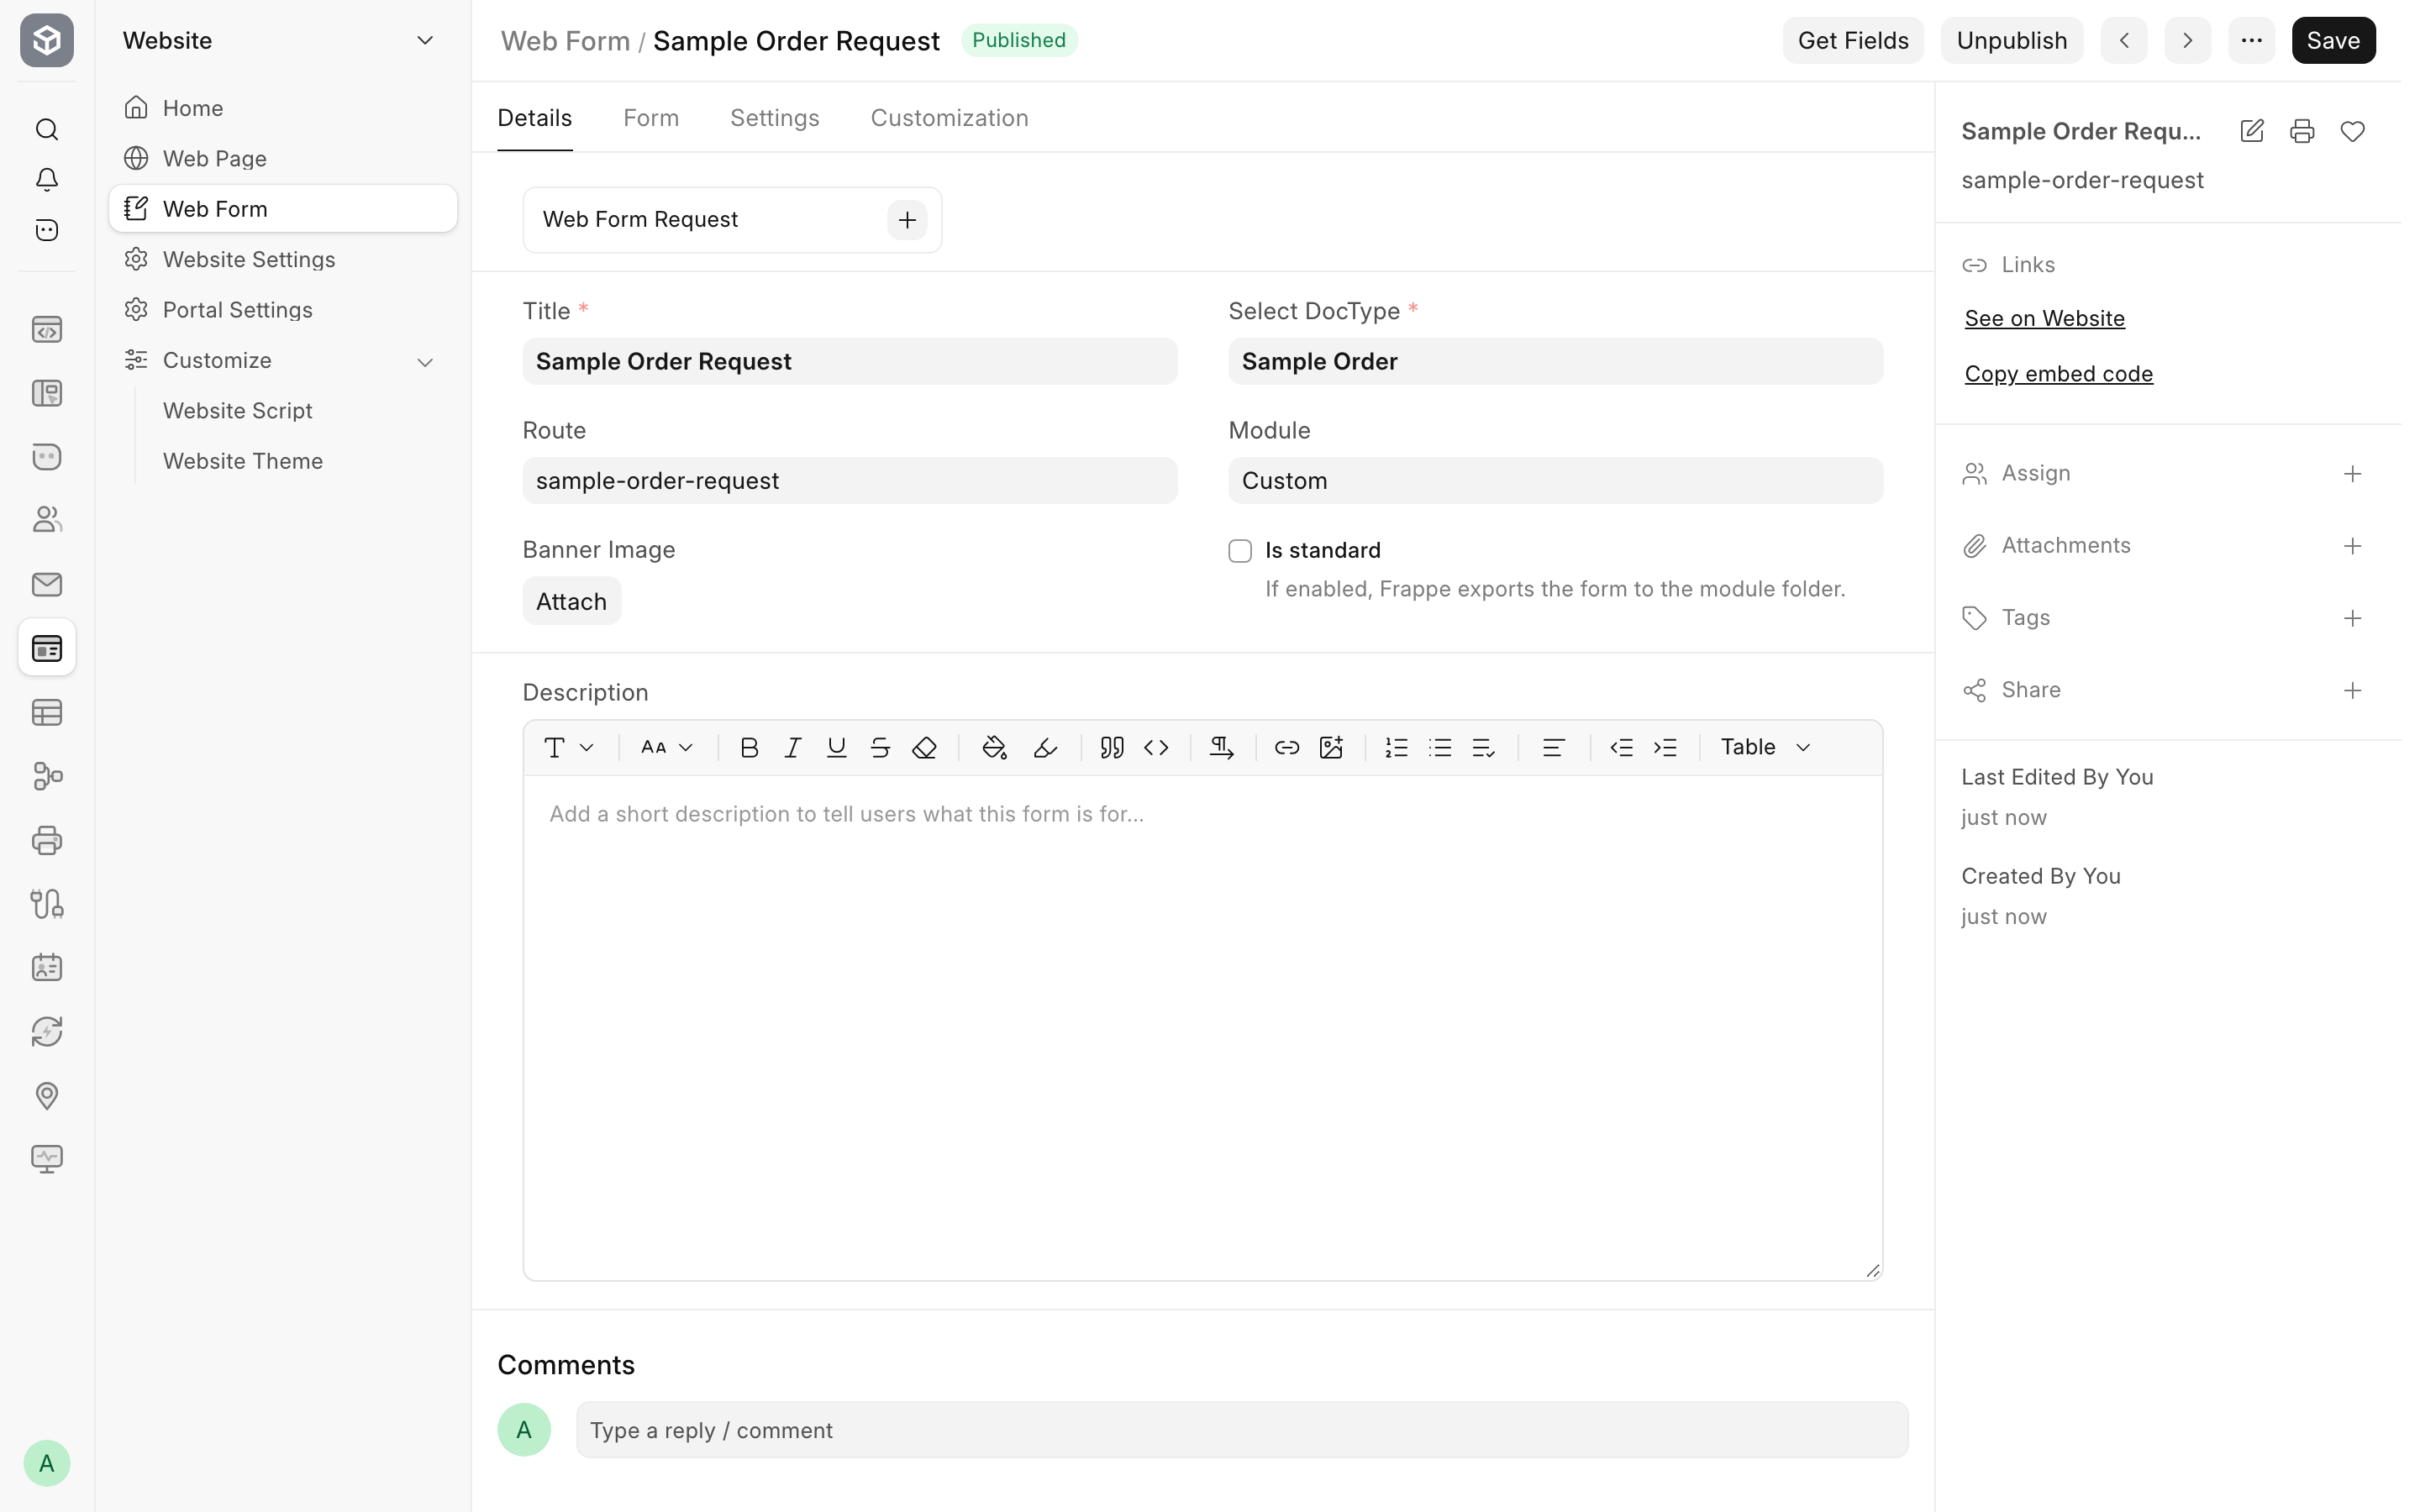 Website
Home
Web Page
Web Form
Website Settings
Portal Settings
Customize
Website Script
Website Theme
A
Web Form / Sample Order Request Published
Get Fields Unpublish Save
Details Form Settings Customization
Web Form Request
Title *
Sample Order Request
Select DocType *
Sample Order
Route
sample-order-request
Module
Custom
Banner Image
Attach
Is standard
If enabled, Frappe exports the form to the module folder.
Description
Table
Add a short description to tell users what this form is for...
Comments
A
Type a reply / comment
Sample Order Requ...
sample-order-request
Links
See on Website
Copy embed code
Assign
Attachments
Tags
Share
Last Edited By You
just now
Created By You
just now